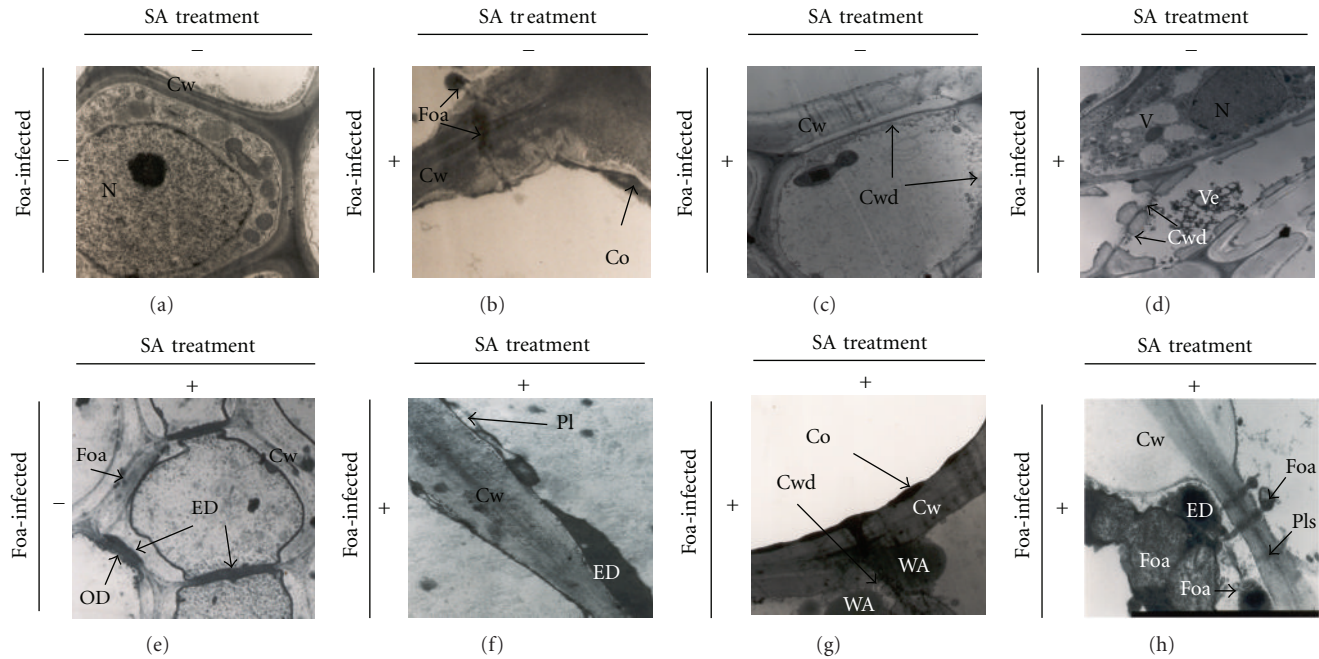 SA treatment
−
Foa-infected
−
Cw
N
(a)
SA treatment
−
Foa-infected
+
Foa
Cw
Co
(b)
SA treatment
−
Foa-infected
+
Cw
Cwd
(c)
SA treatment
−
Foa-infected
+
N
V
Ve
Cwd
(d)
SA treatment
+
Foa-infected
−
Foa
Cw
ED
OD
(e)
SA treatment
+
Foa-infected
+
Pl
Cw
ED
(f)
SA treatment
+
Foa-infected
+
Co
Cwd
Cw
WA
WA
(g)
SA treatment
+
Foa-infected
+
Cw
Foa
ED
Pls
Foa
Foa
(h)